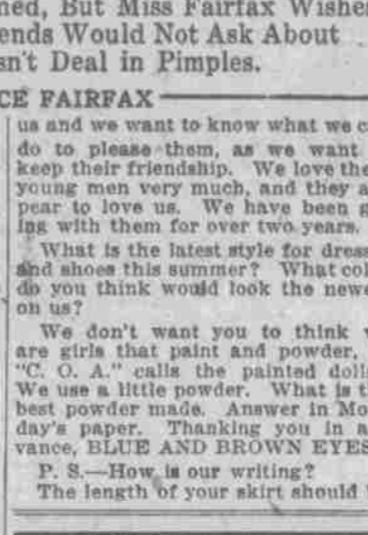 ned, But Miss Fairfax Wishe
ends Would Not Ask About
sn't Deal in Pimples.
CE FAIRFAX
us and we want to know what we c
do to please them, as we want
keep their friendship. We love the
young men very much, and they a
pear to love us. We have been g
ing with them for over two years.
What is the latest style for dress
and shoes this summer? What col
do you think would look the newe
on us?
We don't want you to think w
are girls that paint and powder,
"C. O. A." calls the painted doll
We use a little powder. What is t
best powder made. Answer in Mo
day's paper. Thanking you in a
vance, BLUE AND BROWN EYES
P. S.—How is our writing?
The length of your skirt should